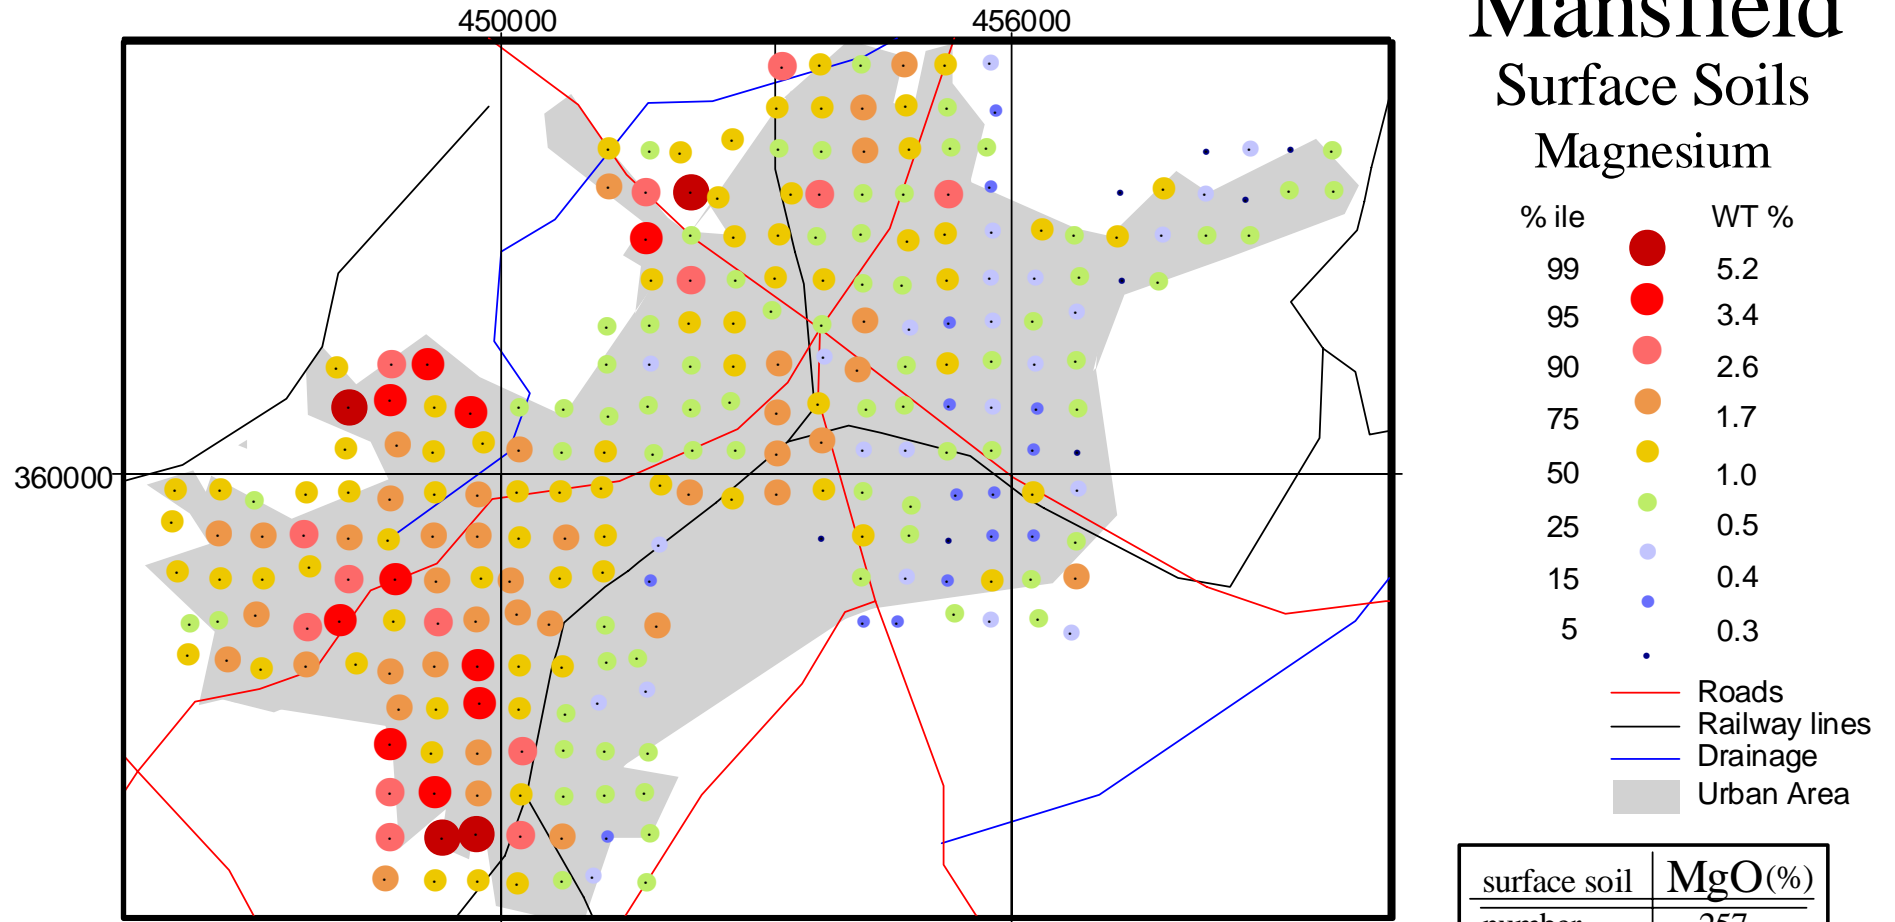 450000
456000
360000
Mansfield
Surface Soils
Magnesium
% ile
WT %
99
5.2
95
3.4
90
2.6
75
1.7
50
1.0
25
0.5
15
0.4
5
0.3
Roads
Railway lines
Drainage
Urban Area
surface soil MgO(%)
number 257